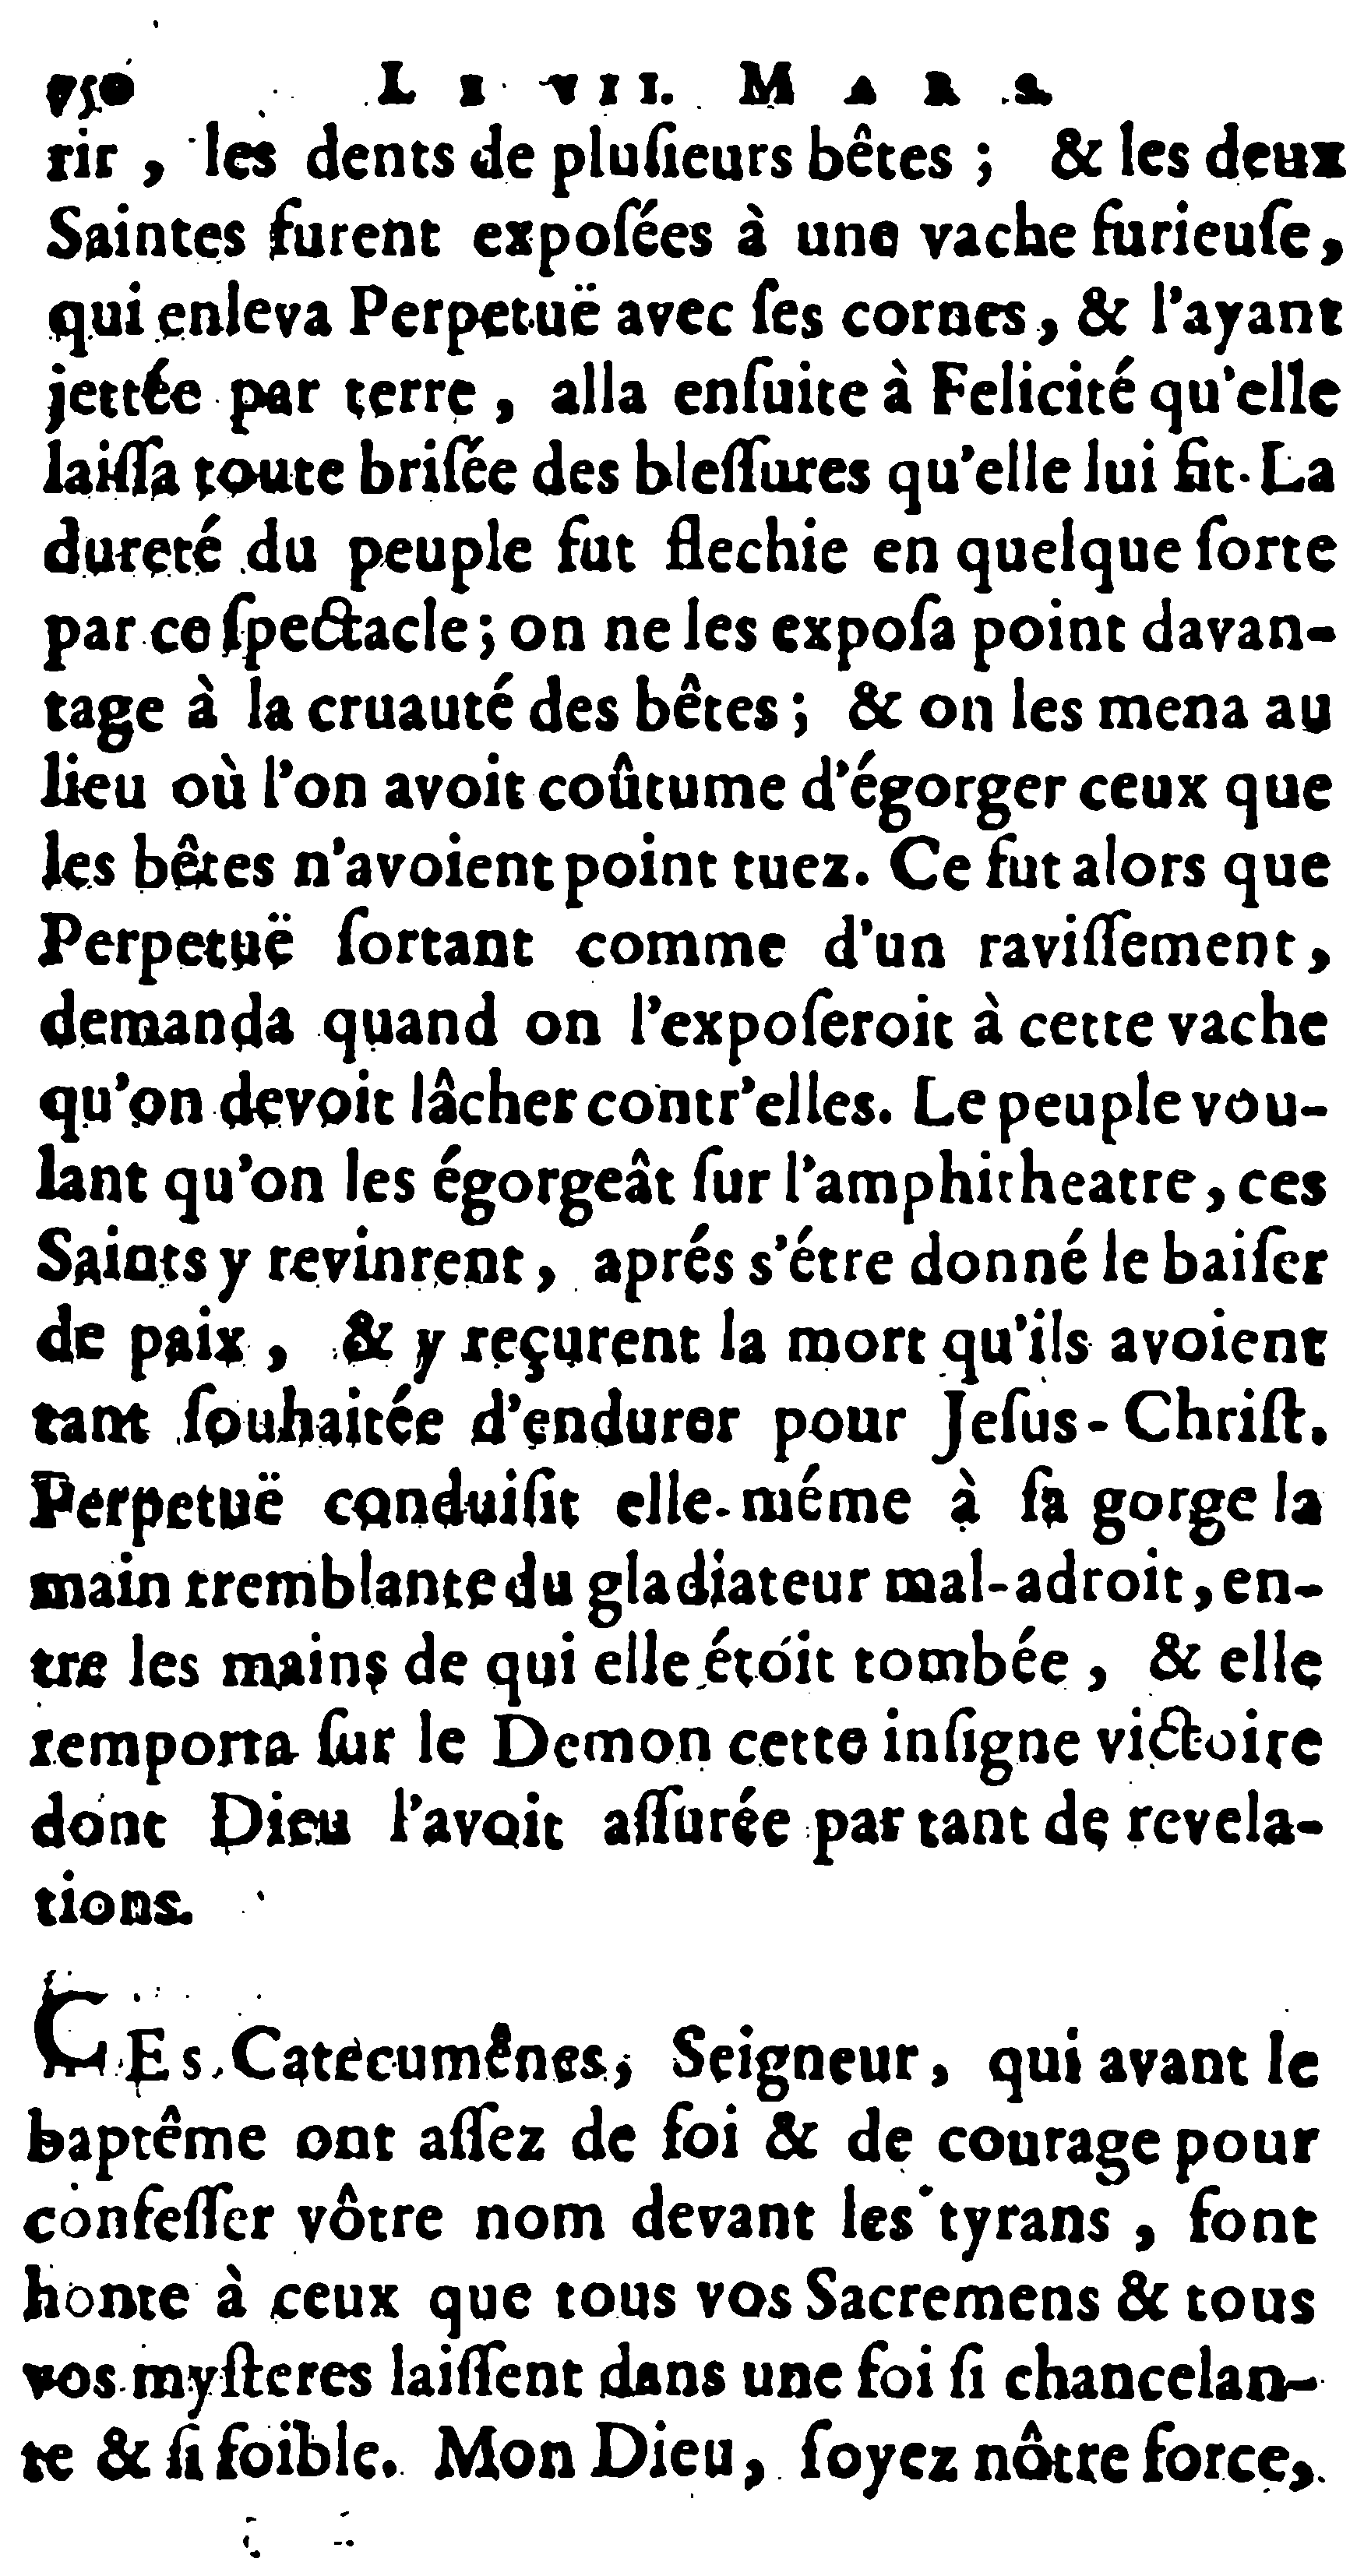 750 LE VII. MARS.
rir, les dents de pluſieurs bêtes; & les deux
Saintes furent expoſées à une vache furieuſe,
qui enleva Perpetuë avec ſes cornes, & l'ayant
jettée par terre, alla enſuite à Felicité qu'elle
laiſſa toute briſée des bleſſures qu'elle lui fit. La
dureté du peuple fut flechie en quelque ſorte
par ce ſpectacle; on ne les expoſa point davan-
tage à la cruauté des bêtes; & on les mena au
lieu où l'on avoit coûtume d'égorger ceux que
les bêtes n'avoient point tuez. Ce fut alors que
Perpetuë ſortant comme d'un raviſſement,
demanda quand on l'expoſeroit à cette vache
qu'on devoit lâcher contr'elles. Le peuple vou-
lant qu'on les égorgeât ſur l'amphitheatre, ces
Saints y revinrent, aprés s'étre donné le baiſer
de paix, & y reçurent la mort qu'ils avoient
tant ſouhaitée d'endurer pour Jeſus-Chriſt.
Perpetuë conduiſit elle-méme à ſa gorge la
main tremblante du gladiateur mal-adroit, en-
tre les mains de qui elle étoit tombée, & elle
remporta ſur le Demon cette inſigne victoire
dont Dieu l'avoit aſſurée par tant de revela-
tions.
CEs Catecumênes, Seigneur, qui avant le
baptême ont aſſez de foi & de courage pour
confeſſer vôtre nom devant les tyrans, font
honte à ceux que tous vos Sacremens & tous
vos myſteres laiſſent dans une foi ſi chancelan-
te & ſi foible. Mon Dieu, ſoyez nôtre force,